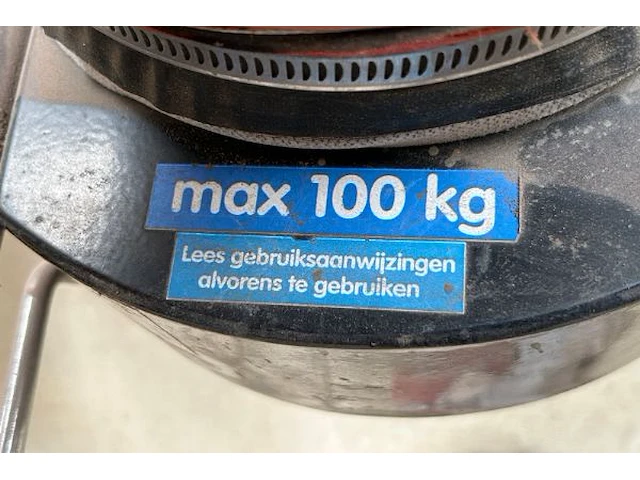 max 100 kg
Lees gebruiksaanwijzingen
alvorens te gebruiken